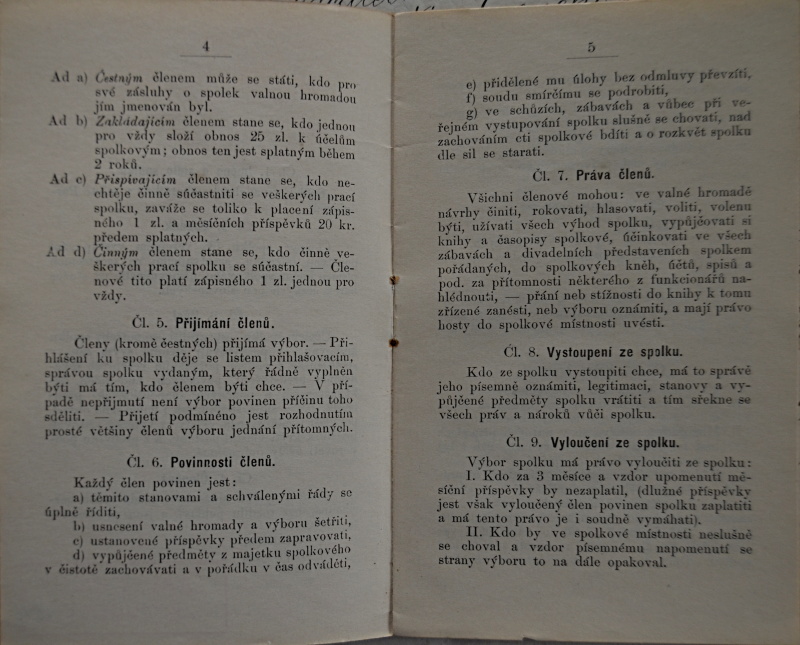 4
Ad a) Čestným členem může se státi, kdo pro
své zásluhy o spolek valnou hromadou
jím jmenován byl.
Ad b) Zakládajícím členem stane se, kdo jednou
pro vždy složí obnos 25 zl. k účelům
spolkovým; obnos ten jest splatným během
2 roků.
Ad c) Přispívajícím členem stane se, kdo ne-
chtěje činně súčastniti se veškerých prací
spolku, zaváže se toliko k placení zápis-
ného 1 zl. a měsíčních příspěvků 20 kr.
předem splatných.
Ad d) Činným členem stane se, kdo činně ve-
škerých prací spolku se súčastní. — Čle-
nové tito platí zápisného 1 zl. jednou pro
vždy.
Čl. 5. Přijímání členů.
Členy (kromě čestných) přijímá výbor. — Při-
hlášení ku spolku děje se listem přihlašovacím,
správou spolku vydaným, který řádně vyplněn
býti má tím, kdo členem býti chce. — V pří-
padě nepřijmutí není výbor povinen příčinu toho
sděliti. — Přijetí podmíněno jest rozhodnutím
prosté většiny členů výboru jednání přítomných.
Čl. 6. Povinnosti členů.
Každý člen povinen jest:
a) těmito stanovami a schválenými řády se
úplně říditi,
b) usnesení valné hromady a výboru šetřiti,
c) ustanovené příspěvky předem zapravovati,
d) vypůjčené předměty z majetku spolkového
v čistotě zachovávati a v pořádku v čas odváděti,
5
e) přidělené mu úlohy bez odmluvy převzíti,
f) soudu smírčímu se podrobiti,
g) ve schůzích, zábavách a vůbec při ve-
řejném vystupování spolku slušně se chovati, nad
zachováním cti spolkové bdíti a o rozkvět spolku
dle sil se starati.
Čl. 7. Práva členů.
Všichni členové mohou: ve valné hromadě
návrhy činiti, rokovati, hlasovati, voliti, volenu
býti, užívati všech výhod spolku, vypůjčovati si
knihy a časopisy spolkové, účinkovati ve všech
zábavách a divadelních představeních spolkem
pořádaných, do spolkových kněh, účtů, spisů a
pod. za přítomnosti některého z funkcionářů na-
hlédnouti, — přání neb stížnosti do knihy k tomu
zřízené zanésti, neb výboru oznámiti, a mají právo
hosty do spolkové místnosti uvésti.
Čl. 8. Vystoupení ze spolku.
Kdo ze spolku vystoupiti chce, má to správě
jeho písemně oznámiti, legitimaci, stanovy a vy-
půjčené předměty spolku vrátiti a tím sřekne se
všech práv a nároků vůči spolku.
Čl. 9. Vyloučení ze spolku.
Výbor spolku má právo vyloučiti ze spolku:
I. Kdo za 3 měsíce a vzdor upomenutí mě-
síční příspěvky by nezaplatil, (dlužné příspěvky
jest však vyloučený člen povinen spolku zaplatiti
a má tento právo je i soudně vymáhati).
II. Kdo by ve spolkové místnosti neslušně
se choval a vzdor písemnému napomenutí se
strany výboru to na dále opakoval.